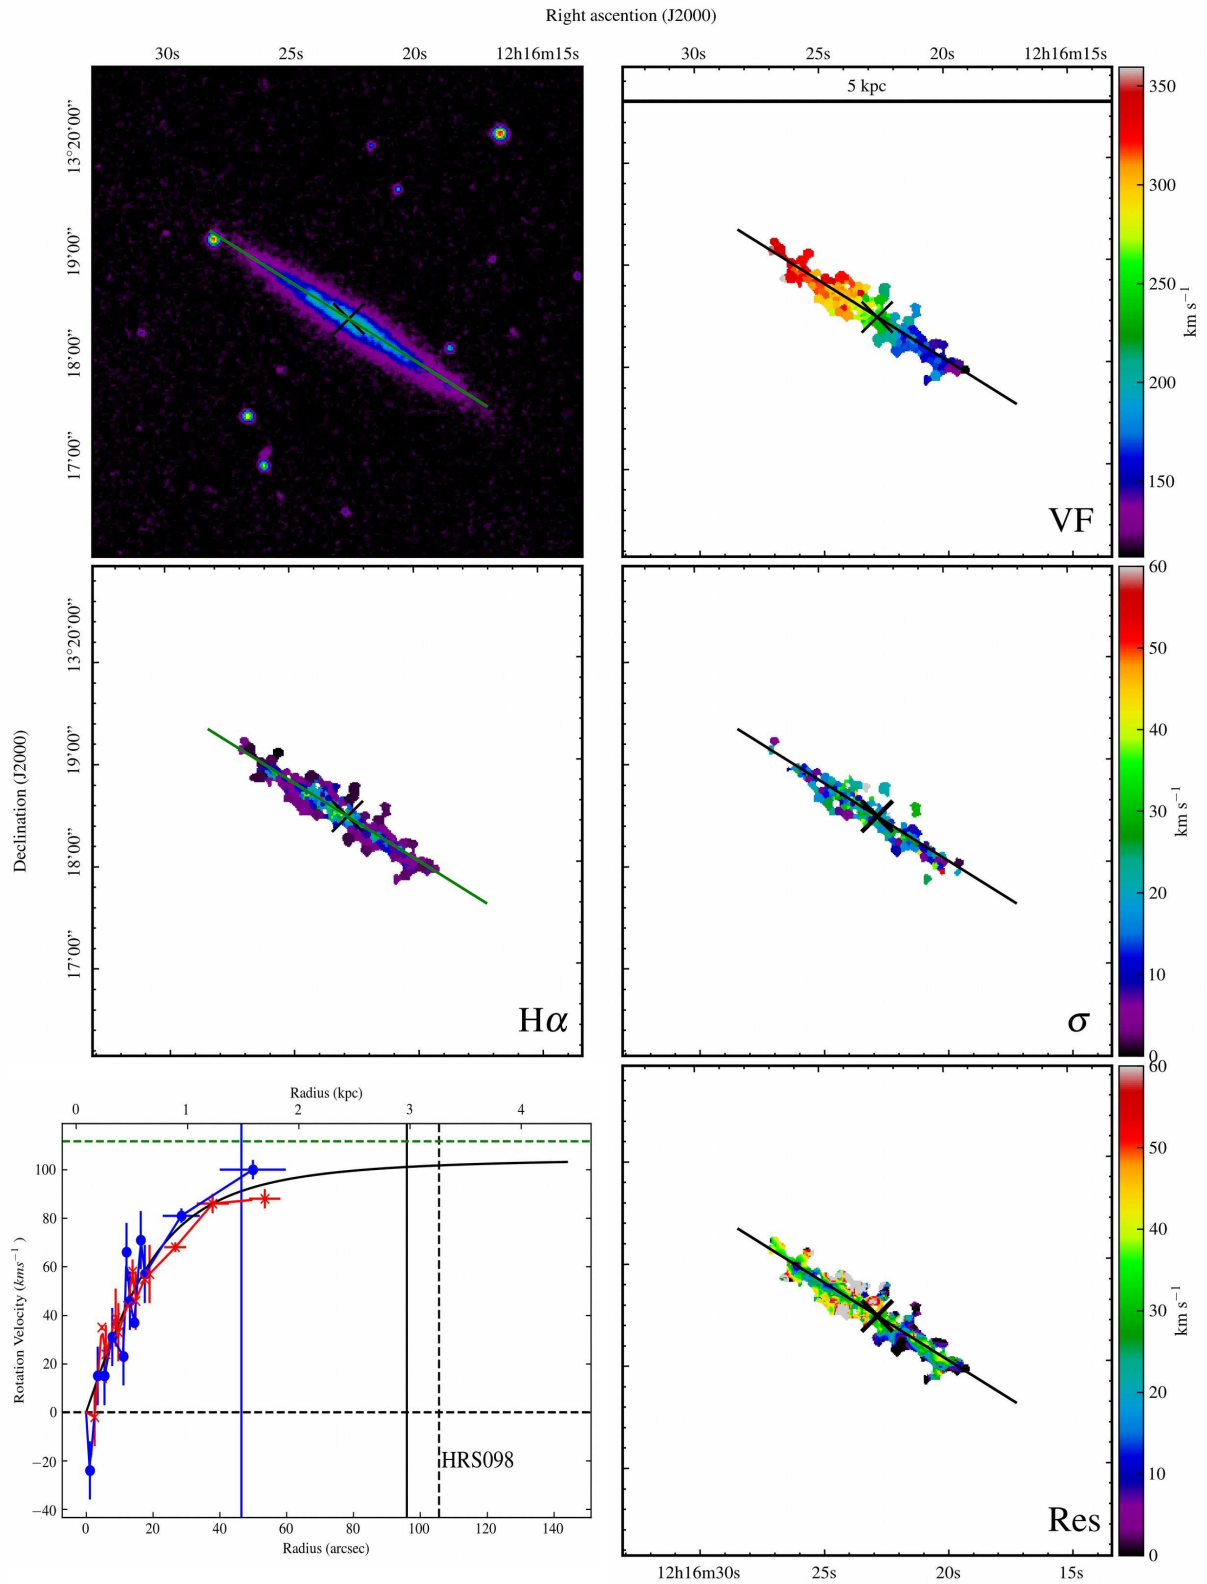 Right ascention (J2000)
30s 25s 20s 12h16m15s
30s 25s 20s 12h16m15s
13°20'00’’
19'00’’
18'00’’
17'00’’
5 kpc
VF
350
300
250
200
150
km s⁻¹
Declination (J2000)
13°20'00’’
19'00’’
18'00’’
17'00’’
Hα
σ
60
50
40
30
20
10
0
km s⁻¹
Radius (kpc)
0 1 2 3 4
Rotation Velocity (kms⁻¹ )
100
80
60
40
20
0
−20
−40
HRS098
0 20 40 60 80 100 120 140
Radius (arcsec)
Res
60
50
40
30
20
10
0
km s⁻¹
12h16m30s 25s 20s 15s